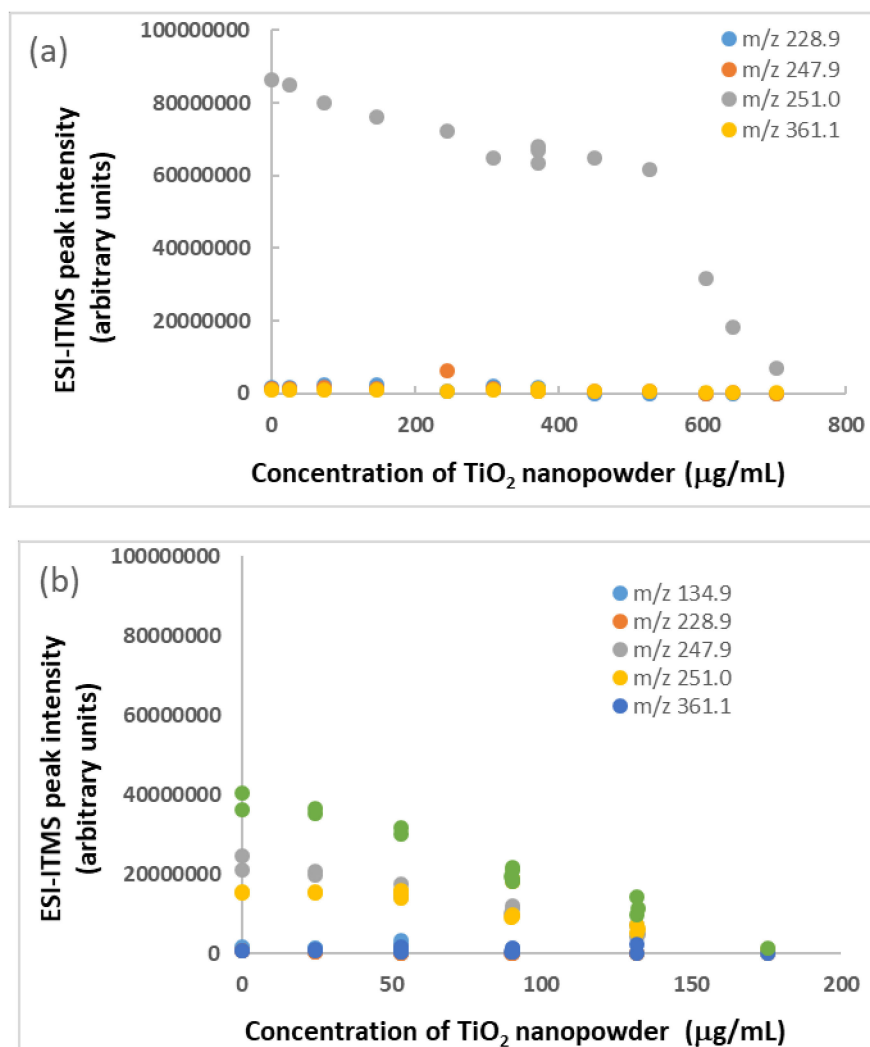 (a)
100000000
80000000
60000000
40000000
20000000
0
ESI-ITMS peak intensity
(arbitrary units)
m/z 228.9
m/z 247.9
m/z 251.0
m/z 361.1
0 200 400 600 800
Concentration of TiO₂ nanopowder (μg/mL)
(b)
100000000
80000000
60000000
40000000
20000000
0
ESI-ITMS peak intensity
(arbitrary units)
m/z 134.9
m/z 228.9
m/z 247.9
m/z 251.0
m/z 361.1
0 50 100 150 200
Concentration of TiO₂ nanopowder (μg/mL)